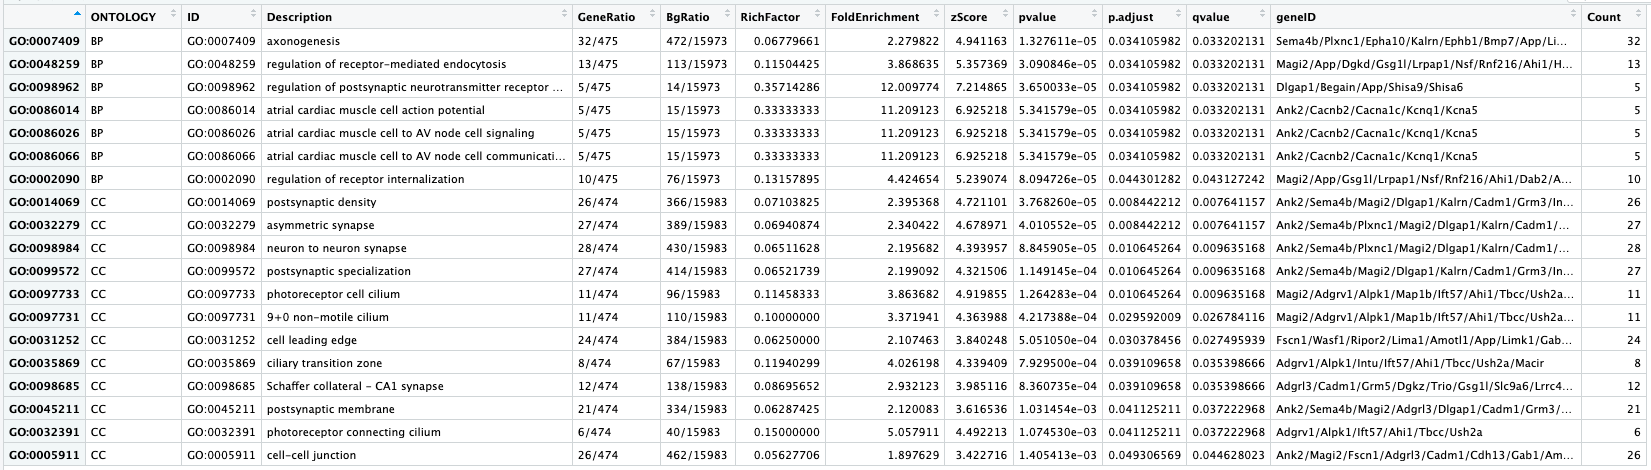 ONTOLOGY ID Description GeneRatio BgRatio RichFactor FoldEnrichment zScore pvalue p.adjust qvalue geneID Count
GO:0007409 BP GO:0007409 axonogenesis 32/475 472/15973 0.06779661 2.279822 4.941163 1.327611e-05 0.034105982 0.033202131 Sema4b/Plxnc1/Epha10/Kalrn/Ephb1/Bmp7/App/Li... 32
GO:0048259 BP GO:0048259 regulation of receptor-mediated endocytosis 13/475 113/15973 0.11504425 3.868635 5.357369 3.090846e-05 0.034105982 0.033202131 Magi2/App/Dgkd/Gsg1l/Lrpap1/Nsf/Rnf216/Ahi1/H... 13
GO:0098962 BP GO:0098962 regulation of postsynaptic neurotransmitter receptor ... 5/475 14/15973 0.35714286 12.009774 7.214865 3.650033e-05 0.034105982 0.033202131 Dlgap1/Begain/App/Shisa9/Shisa6 5
GO:0086014 BP GO:0086014 atrial cardiac muscle cell action potential 5/475 15/15973 0.33333333 11.209123 6.925218 5.341579e-05 0.034105982 0.033202131 Ank2/Cacnb2/Cacna1c/Kcnq1/Kcna5 5
GO:0086026 BP GO:0086026 atrial cardiac muscle cell to AV node cell signaling 5/475 15/15973 0.33333333 11.209123 6.925218 5.341579e-05 0.034105982 0.033202131 Ank2/Cacnb2/Cacna1c/Kcnq1/Kcna5 5
GO:0086066 BP GO:0086066 atrial cardiac muscle cell to AV node cell communicati... 5/475 15/15973 0.33333333 11.209123 6.925218 5.341579e-05 0.034105982 0.033202131 Ank2/Cacnb2/Cacna1c/Kcnq1/Kcna5 5
GO:0002090 BP GO:0002090 regulation of receptor internalization 10/475 76/15973 0.13157895 4.424654 5.239074 8.094726e-05 0.044301282 0.043127242 Magi2/App/Gsg1l/Lrpap1/Nsf/Rnf216/Ahi1/Dab2/A... 10
GO:0014069 CC GO:0014069 postsynaptic density 26/474 366/15983 0.07103825 2.395368 4.721101 3.768260e-05 0.008442212 0.007641157 Ank2/Sema4b/Magi2/Dlgap1/Kalrn/Cadm1/Grm3/In... 26
GO:0032279 CC GO:0032279 asymmetric synapse 27/474 389/15983 0.06940874 2.340422 4.678971 4.010552e-05 0.008442212 0.007641157 Ank2/Sema4b/Plxnc1/Magi2/Dlgap1/Kalrn/Cadm1/... 27
GO:0098984 CC GO:0098984 neuron to neuron synapse 28/474 430/15983 0.06511628 2.195682 4.393957 8.845905e-05 0.010645264 0.009635168 Ank2/Sema4b/Plxnc1/Magi2/Dlgap1/Kalrn/Cadm1/... 28
GO:0099572 CC GO:0099572 postsynaptic specialization 27/474 414/15983 0.06521739 2.199092 4.321506 1.149145e-04 0.010645264 0.009635168 Ank2/Sema4b/Magi2/Dlgap1/Kalrn/Cadm1/Grm3/In... 27
GO:0097733 CC GO:0097733 photoreceptor cell cilium 11/474 96/15983 0.11458333 3.863682 4.919855 1.264283e-04 0.010645264 0.009635168 Magi2/Adgrv1/Alpk1/Map1b/Ift57/Ahi1/Tbcc/Ush2a... 11
GO:0097731 CC GO:0097731 9+0 non-motile cilium 11/474 110/15983 0.10000000 3.371941 4.363988 4.217388e-04 0.029592009 0.026784116 Magi2/Adgrv1/Alpk1/Map1b/Ift57/Ahi1/Tbcc/Ush2a... 11
GO:0031252 CC GO:0031252 cell leading edge 24/474 384/15983 0.06250000 2.107463 3.840248 5.051050e-04 0.030378456 0.027495939 Fscn1/Wasf1/Ripor2/Lima1/Amotl1/App/Limk1/Gab... 24
GO:0035869 CC GO:0035869 ciliary transition zone 8/474 67/15983 0.11940299 4.026198 4.339409 7.929500e-04 0.039109658 0.035398666 Adgrv1/Alpk1/Intu/Ift57/Ahi1/Tbcc/Ush2a/Macir 8
GO:0098685 CC GO:0098685 Schaffer collateral - CA1 synapse 12/474 138/15983 0.08695652 2.932123 3.985116 8.360735e-04 0.039109658 0.035398666 Adgrl3/Cadm1/Grm5/Dgkz/Trio/Gsg1l/Slc9a6/Lrrc4... 12
GO:0045211 CC GO:0045211 postsynaptic membrane 21/474 334/15983 0.06287425 2.120083 3.616536 1.031454e-03 0.041125211 0.037222968 Ank2/Sema4b/Magi2/Adgrl3/Dlgap1/Cadm1/Grm3/... 21
GO:0032391 CC GO:0032391 photoreceptor connecting cilium 6/474 40/15983 0.15000000 5.057911 4.492213 1.074530e-03 0.041125211 0.037222968 Adgrv1/Alpk1/Ift57/Ahi1/Tbcc/Ush2a 6
GO:0005911 CC GO:0005911 cell-cell junction 26/474 462/15983 0.05627706 1.897629 3.422716 1.405413e-03 0.049306569 0.044628023 Ank2/Magi2/Fscn1/Adgrl3/Cadm1/Cdh13/Gab1/Am... 26